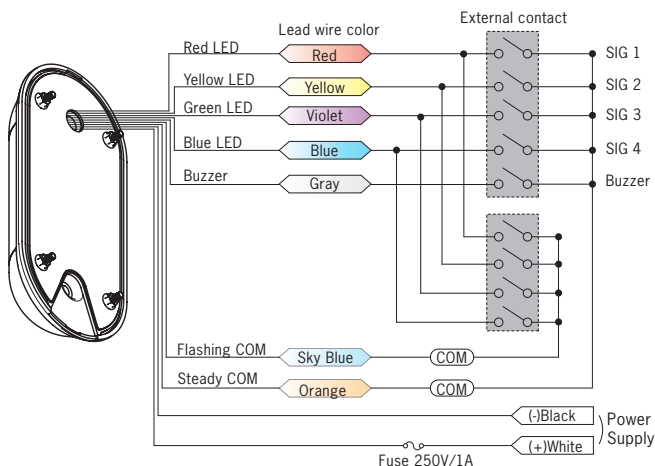 Lead wire color
External contact
Red LED
Red
SIG 1
Yellow LED
Yellow
SIG 2
Green LED
Violet
SIG 3
Blue LED
Blue
SIG 4
Buzzer
Gray
Buzzer
Flashing COM
Sky Blue
COM
Steady COM
Orange
COM
(-)Black
Power
Supply
(+)White
Fuse 250V/1A